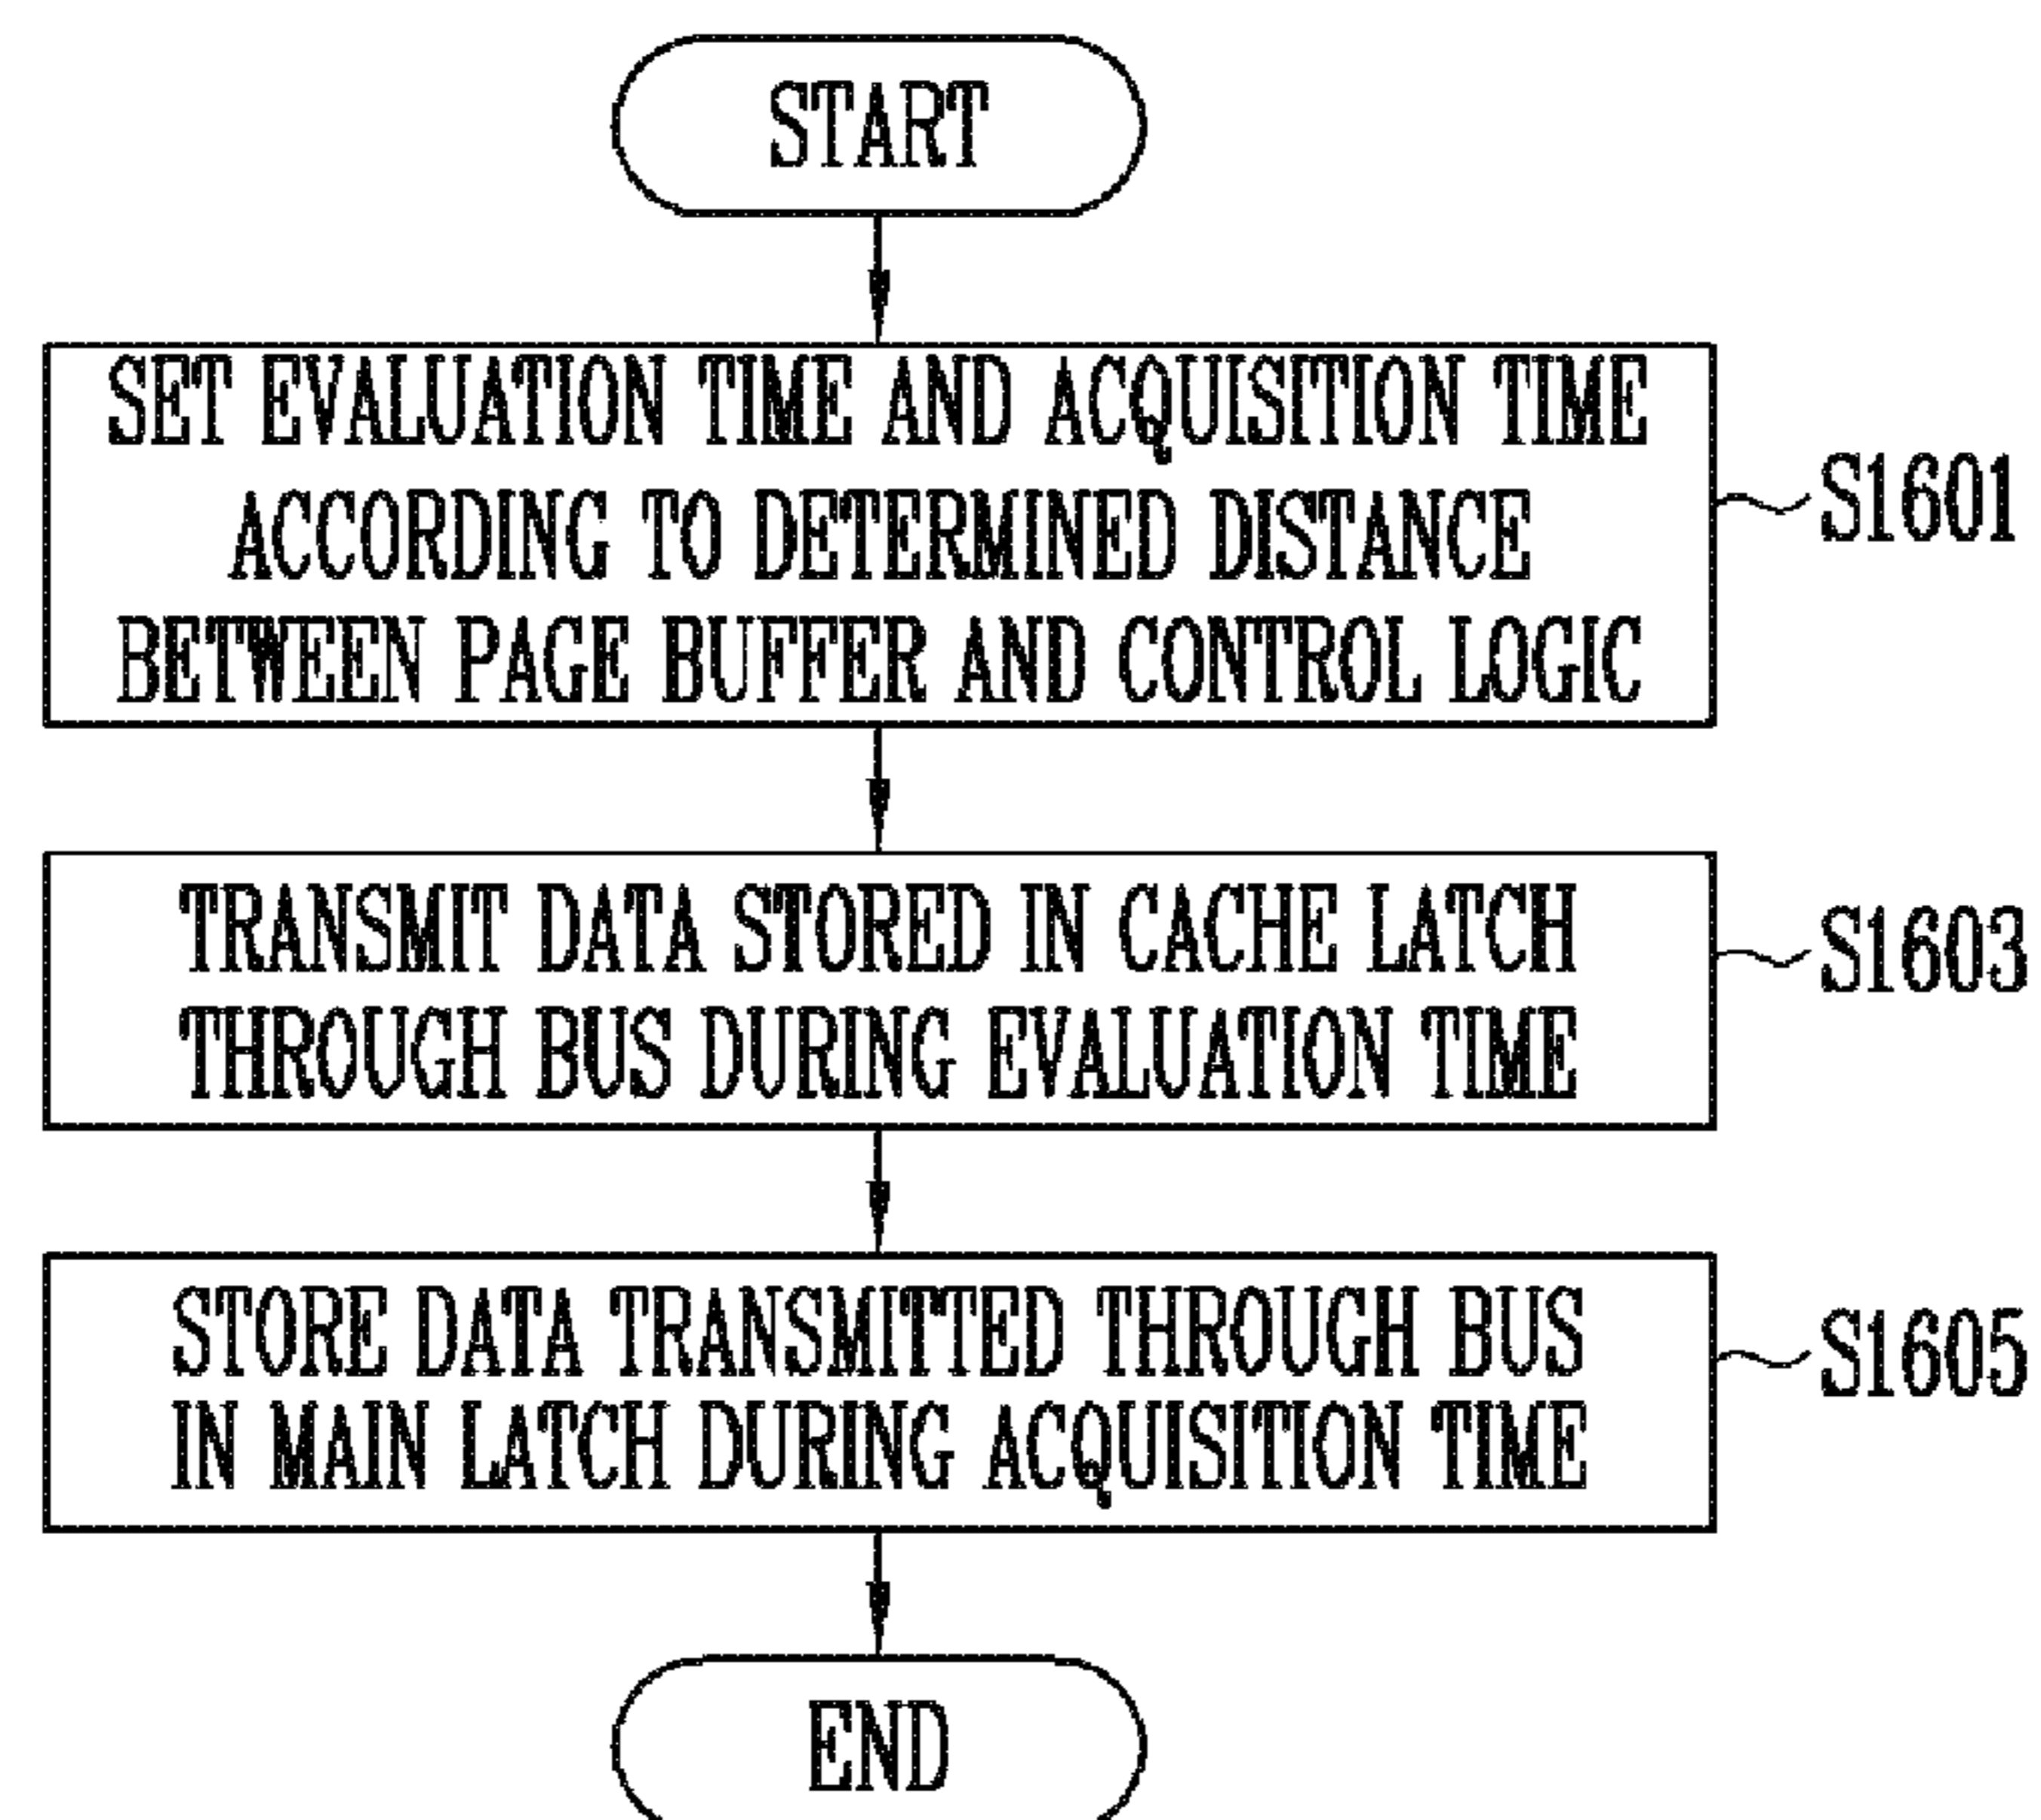 START
SET EVALUATION TIME AND ACQUISITION TIME
ACCORDING TO DETERMINED DISTANCE
BETWEEN PAGE BUFFER AND CONTROL LOGIC
S1601
TRANSMIT DATA STORED IN CACHE LATCH
THROUGH BUS DURING EVALUATION TIME
S1603
STORE DATA TRANSMITTED THROUGH BUS
IN MAIN LATCH DURING ACQUISITION TIME
S1605
END